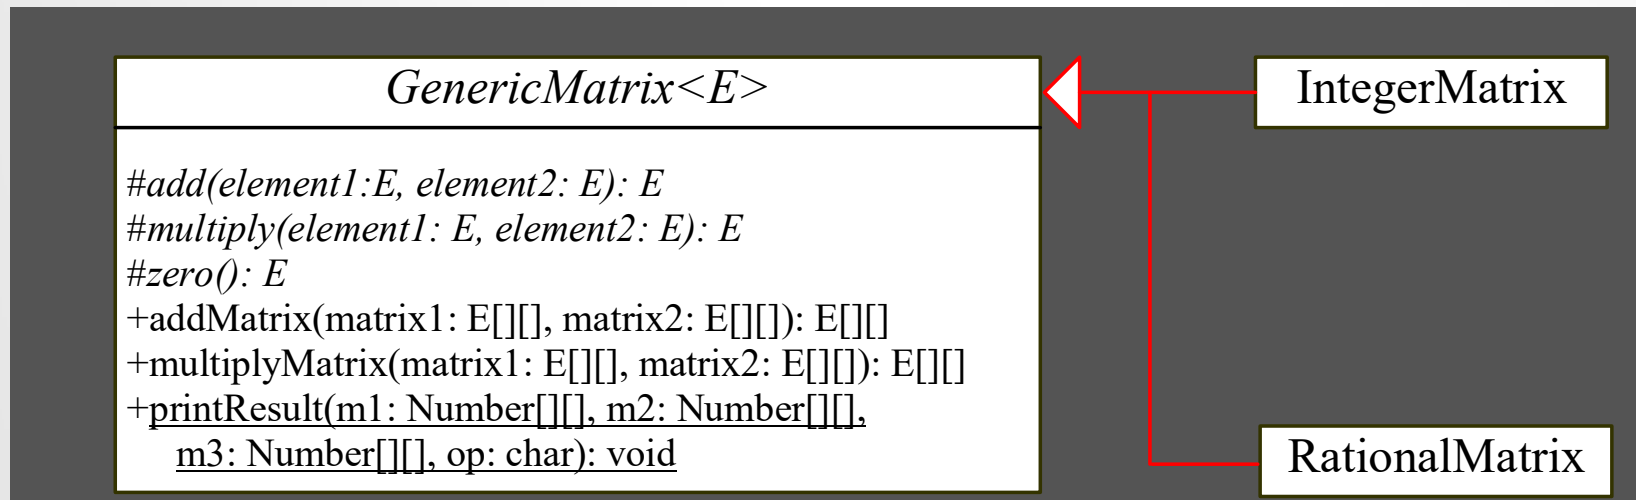 GenericMatrix<E>
#add(element1:E, element2: E): E
#multiply(element1: E, element2: E): E
#zero(): E
+addMatrix(matrix1: E[][], matrix2: E[][]): E[][]
+multiplyMatrix(matrix1: E[][], matrix2: E[][]): E[][]
+printResult(m1: Number[][], m2: Number[][],
m3: Number[][], op: char): void
IntegerMatrix
RationalMatrix